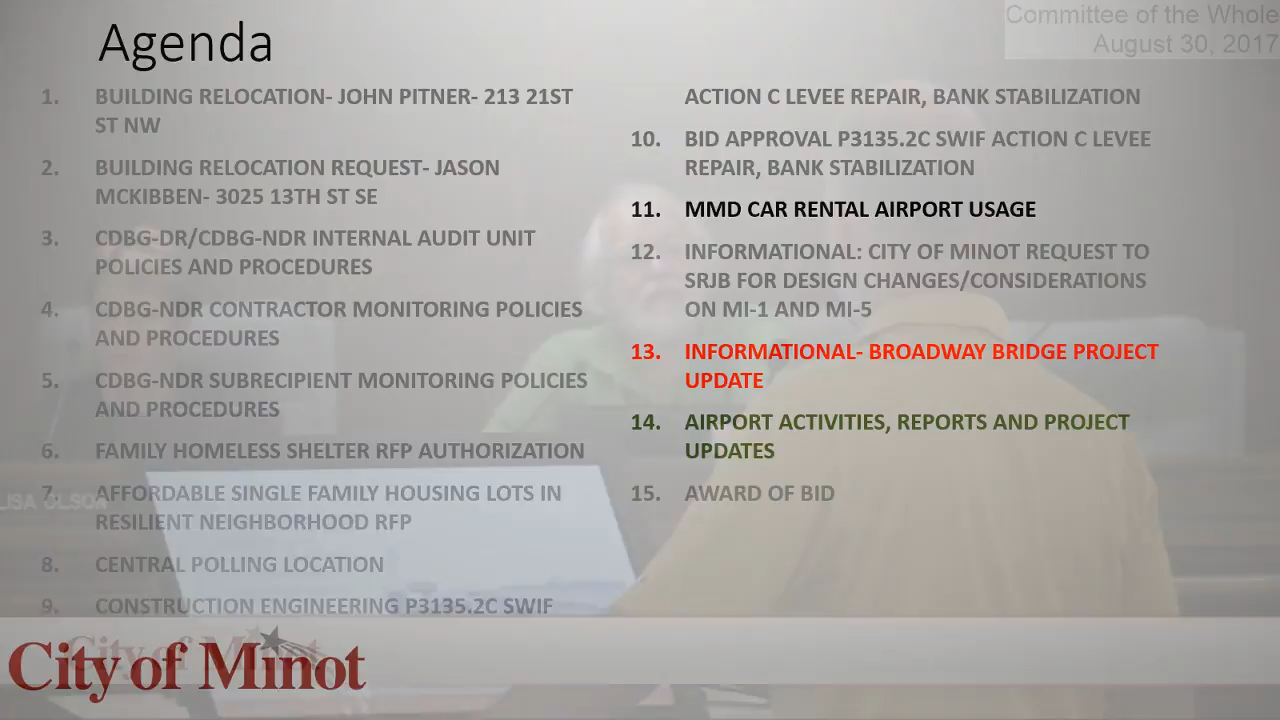 Committee of the Whole
August 30, 2017
Agenda
1. BUILDING RELOCATION- JOHN PITNER- 213 21ST
ST NW
2. BUILDING RELOCATION REQUEST- JASON
MCKIBBEN- 3025 13TH ST SE
3. CDBG-DR/CDBG-NDR INTERNAL AUDIT UNIT
POLICIES AND PROCEDURES
4. CDBG-NDR CONTRACTOR MONITORING POLICIES
AND PROCEDURES
5. CDBG-NDR SUBRECIPIENT MONITORING POLICIES
AND PROCEDURES
6. FAMILY HOMELESS SHELTER RFP AUTHORIZATION
7. AFFORDABLE SINGLE FAMILY HOUSING LOTS IN
RESILIENT NEIGHBORHOOD RFP
8. CENTRAL POLLING LOCATION
9. CONSTRUCTION ENGINEERING P3135.2C SWIF
ACTION C LEVEE REPAIR, BANK STABILIZATION
10. BID APPROVAL P3135.2C SWIF ACTION C LEVEE
REPAIR, BANK STABILIZATION
11. MMD CAR RENTAL AIRPORT USAGE
12. INFORMATIONAL: CITY OF MINOT REQUEST TO
SRJB FOR DESIGN CHANGES/CONSIDERATIONS
ON MI-1 AND MI-5
13. INFORMATIONAL- BROADWAY BRIDGE PROJECT
UPDATE
14. AIRPORT ACTIVITIES, REPORTS AND PROJECT
UPDATES
15. AWARD OF BID
LISA OLSON
City of Minot
City of Minot